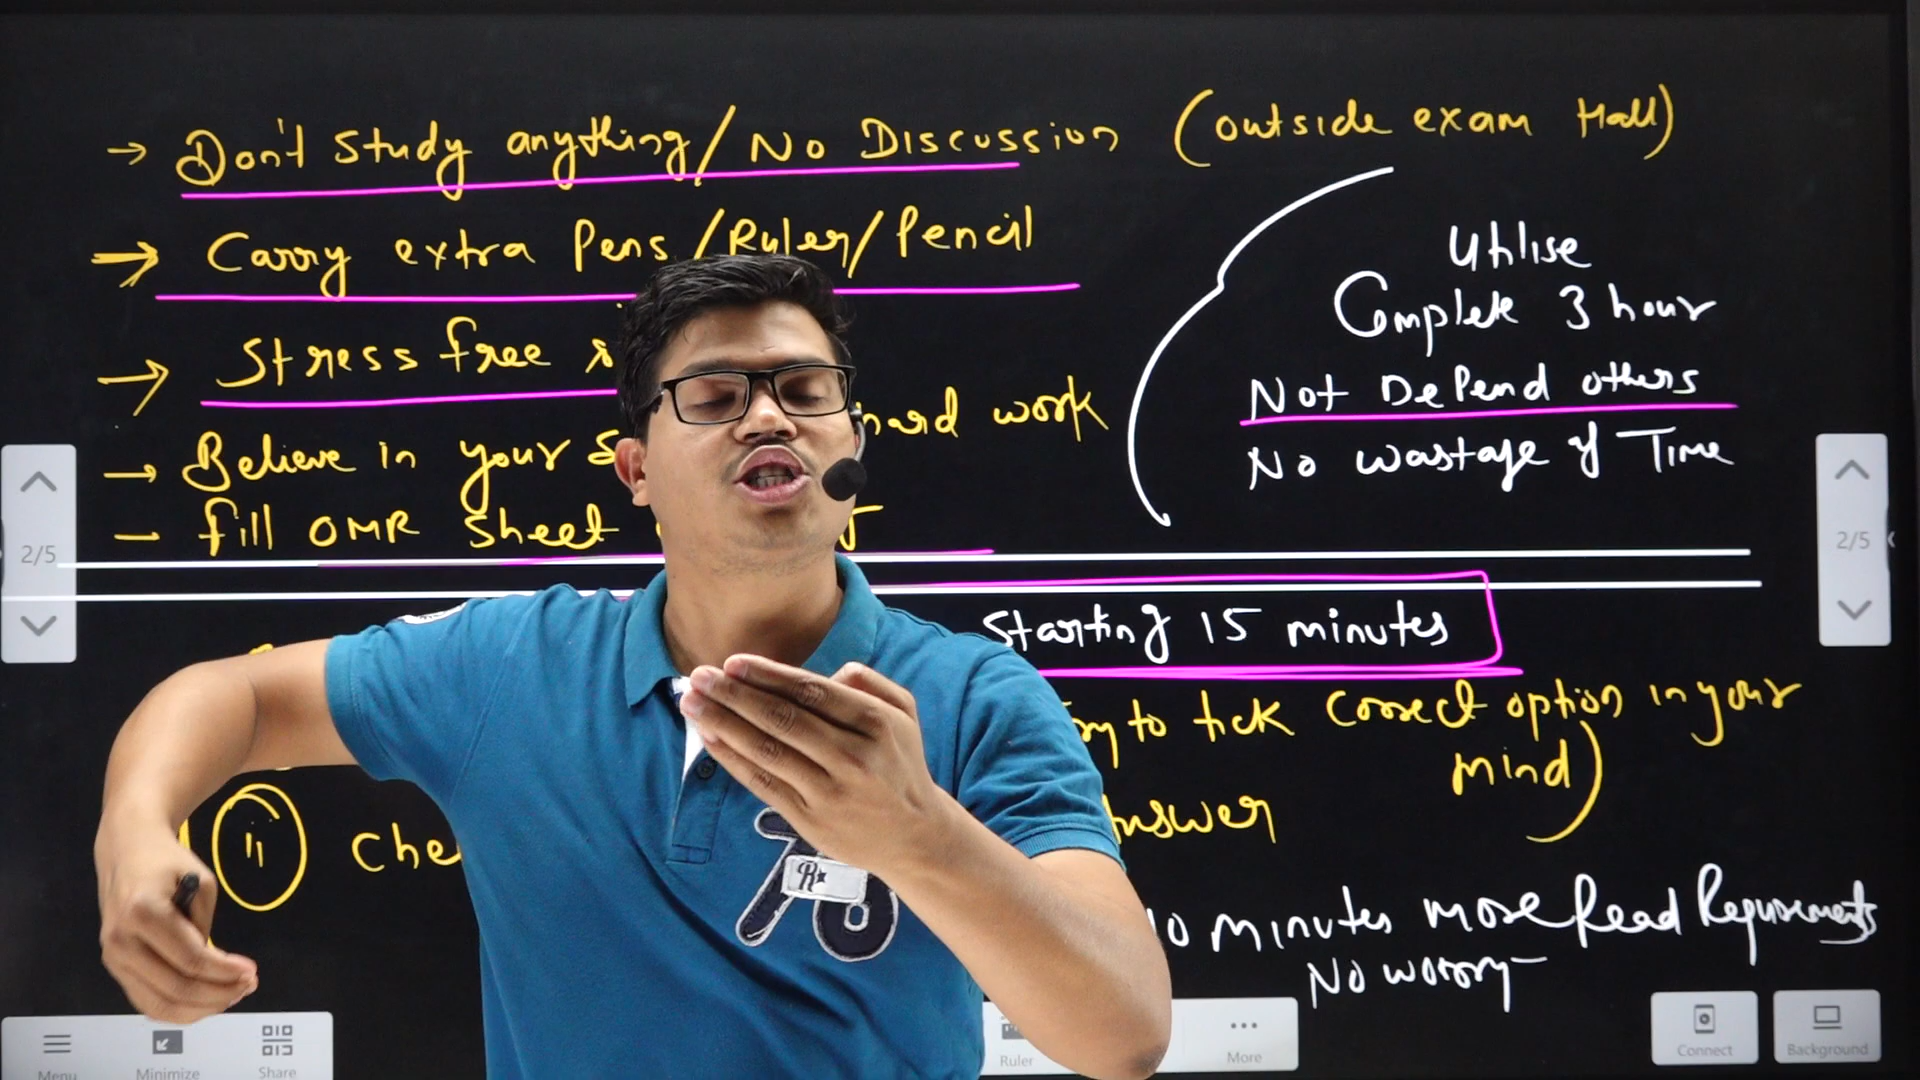 → Don't study anything/No Discussion (outside exam Hall)
→ Carry extra Pens/Ruler/Pencil
→ Stress free
→ Believe in your hard work
– fill OMR sheet
Utilise
Complete 3 hour
Not Depend others
No wastage of Time
Starting 15 minutes
to tick Correct option in your
mind)
Answer
10 minutes more Read Requirements
No worry –
2/5
2/5
R
Menu
Minimize
Share
Ruler
More
Connect
Background